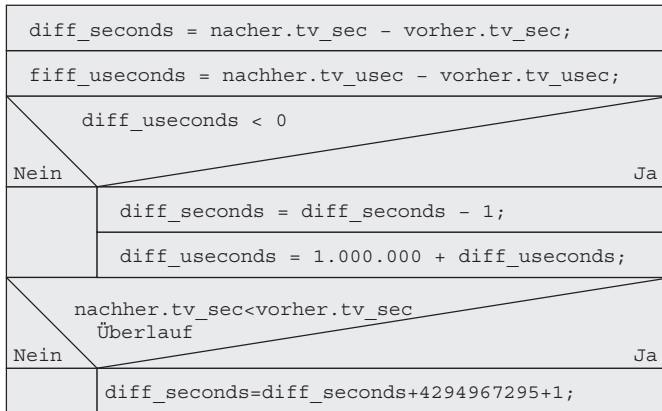 diff_seconds = nacher.tv_sec – vorher.tv_sec;
fiff_useconds = nachher.tv_usec – vorher.tv_usec;
diff_useconds < 0
Nein
Ja
diff_seconds = diff_seconds – 1;
diff_useconds = 1.000.000 + diff_useconds;
nachher.tv_sec<vorher.tv_sec
Überlauf
Nein
Ja
diff_seconds=diff_seconds+4294967295+1;